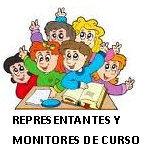 REPRESENTANTES Y
MONITORES DE CURSO